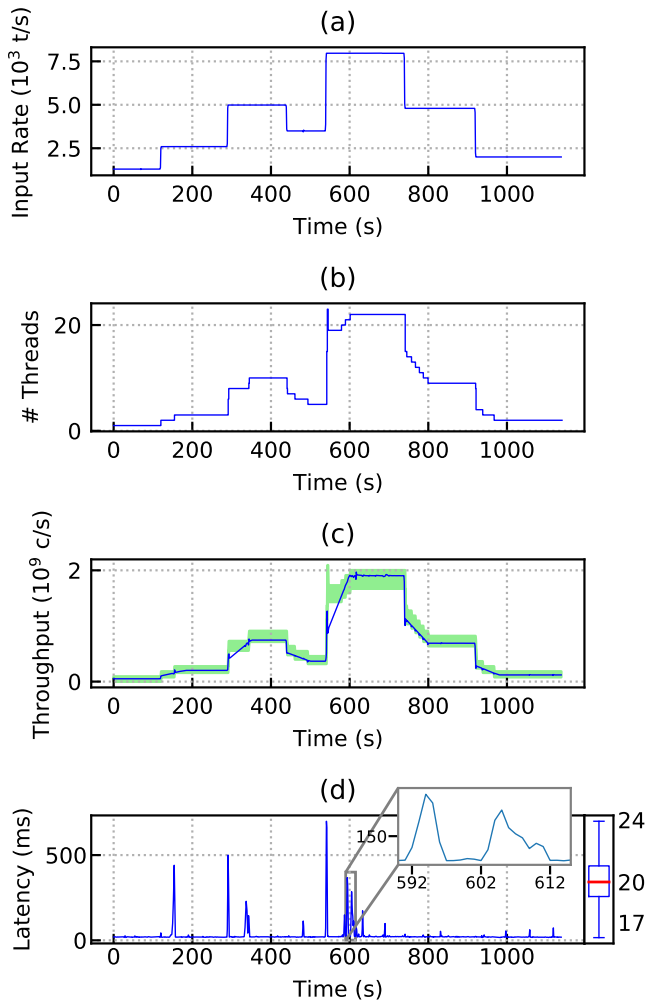 (a)
Input Rate (10³ t/s)
7.5
5.0
2.5
0 200 400 600 800 1000
Time (s)
(b)
# Threads
20
0
0 200 400 600 800 1000
Time (s)
(c)
Throughput (10⁹ c/s)
2
0
0 200 400 600 800 1000
Time (s)
(d)
Latency (ms)
500
0
150
592 602 612
24
20
17
0 200 400 600 800 1000
Time (s)